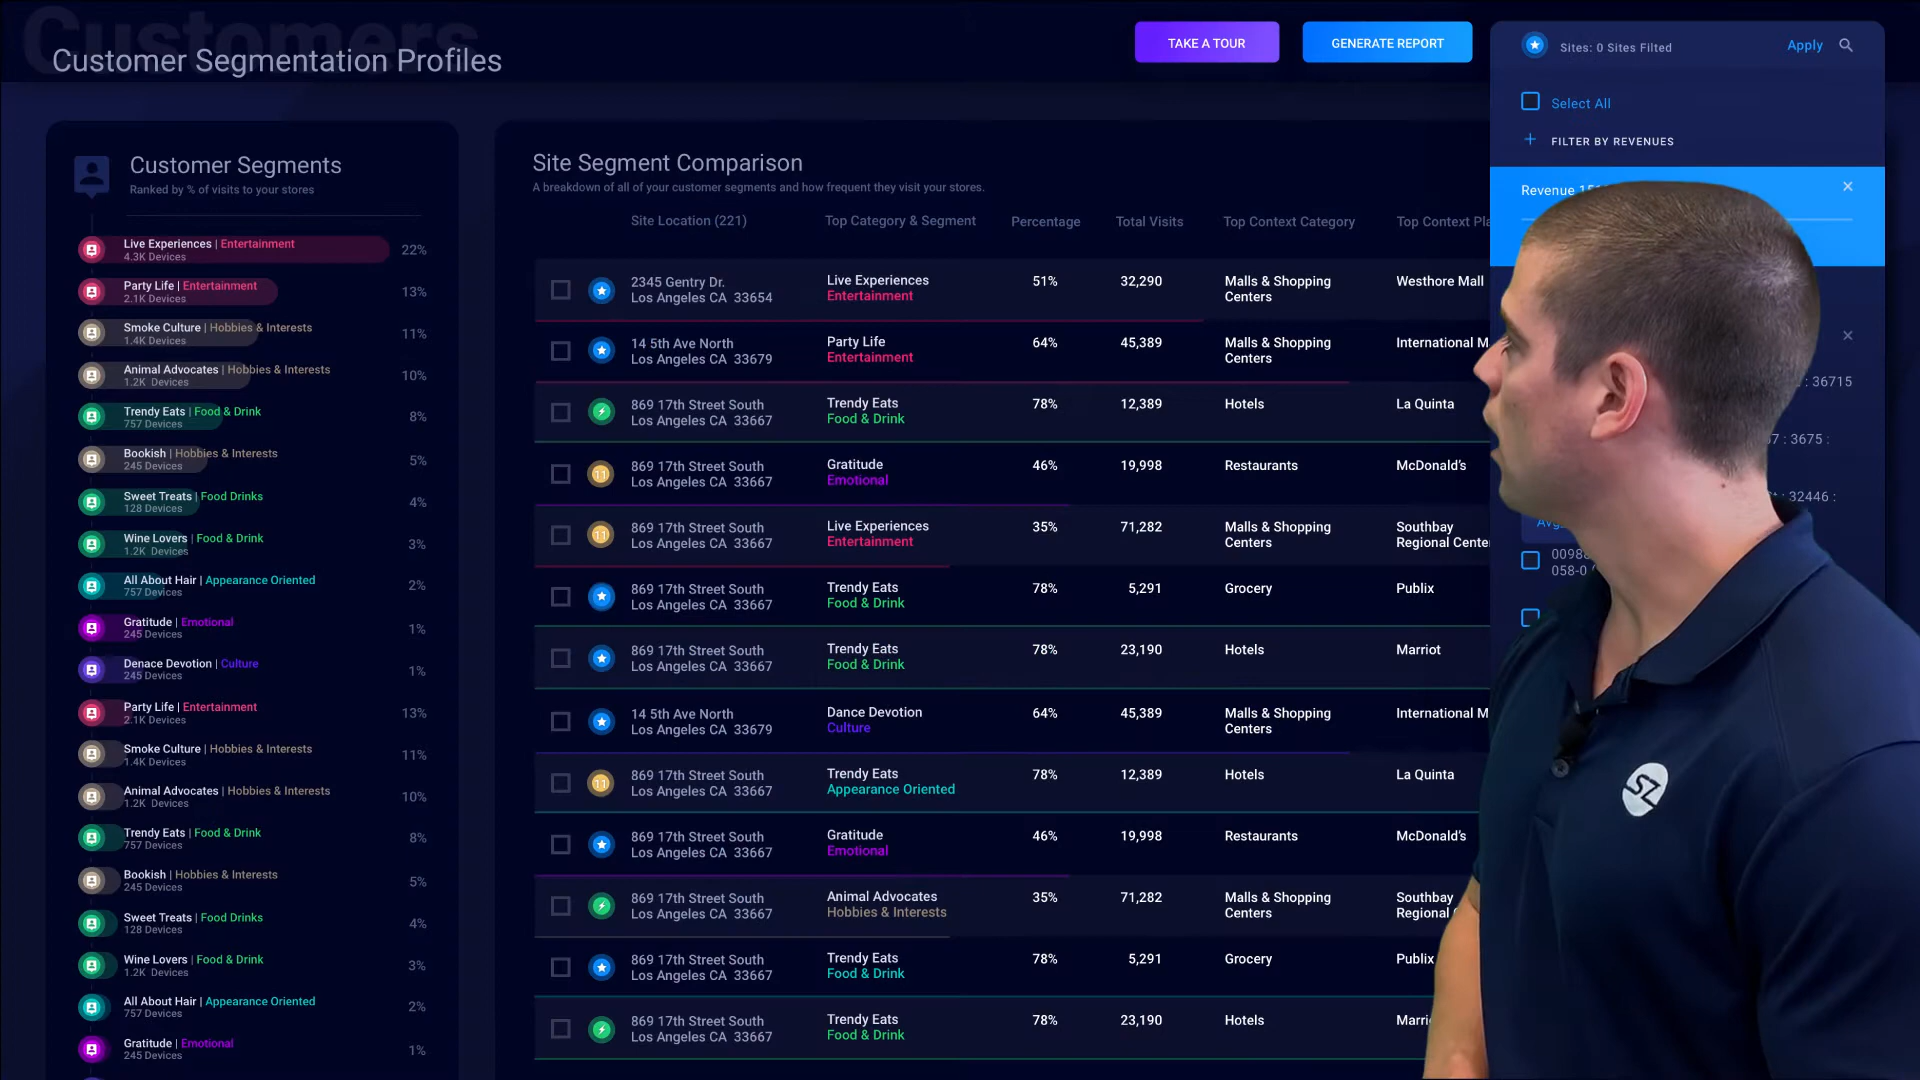 Customers
Customer Segmentation Profiles
TAKE A TOUR
GENERATE REPORT
Sites: 0 Sites Filted
Apply
Select All
+ FILTER BY REVENUES
Revenue
Customer Segments
Ranked by % of visits to your stores
Live Experiences | Entertainment
4.3K Devices
22%
Party Life | Entertainment
2.1K Devices
13%
Smoke Culture | Hobbies & Interests
1.4K Devices
11%
Animal Advocates | Hobbies & Interests
1.2K Devices
10%
Trendy Eats | Food & Drink
757 Devices
8%
Bookish | Hobbies & Interests
245 Devices
5%
Sweet Treats | Food Drinks
128 Devices
4%
Wine Lovers | Food & Drink
1.2K Devices
3%
All About Hair | Appearance Oriented
757 Devices
2%
Gratitude | Emotional
245 Devices
1%
Denace Devotion | Culture
245 Devices
1%
Party Life | Entertainment
2.1K Devices
13%
Smoke Culture | Hobbies & Interests
1.4K Devices
11%
Animal Advocates | Hobbies & Interests
1.2K Devices
10%
Trendy Eats | Food & Drink
757 Devices
8%
Bookish | Hobbies & Interests
245 Devices
5%
Sweet Treats | Food Drinks
128 Devices
4%
Wine Lovers | Food & Drink
1.2K Devices
3%
All About Hair | Appearance Oriented
757 Devices
2%
Gratitude | Emotional
245 Devices
1%
Site Segment Comparison
A breakdown of all of your customer segments and how frequent they visit your stores.
Site Location (221) Top Category & Segment Percentage Total Visits Top Context Category Top Context
2345 Gentry Dr. Live Experiences 51% 32,290 Malls & Shopping Westhore Mall
Los Angeles CA 33654 Entertainment Centers
14 5th Ave North Party Life 64% 45,389 Malls & Shopping International
Los Angeles CA 33679 Entertainment Centers
869 17th Street South Trendy Eats 78% 12,389 Hotels La Quinta
Los Angeles CA 33667 Food & Drink
869 17th Street South Gratitude 46% 19,998 Restaurants McDonald's
Los Angeles CA 33667 Emotional
869 17th Street South Live Experiences 35% 71,282 Malls & Shopping Southbay
Los Angeles CA 33667 Entertainment Centers Regional
869 17th Street South Trendy Eats 78% 5,291 Grocery Publix
Los Angeles CA 33667 Food & Drink
869 17th Street South Trendy Eats 78% 23,190 Hotels Marriot
Los Angeles CA 33667 Food & Drink
14 5th Ave North Dance Devotion 64% 45,389 Malls & Shopping International
Los Angeles CA 33679 Culture Centers
869 17th Street South Trendy Eats 78% 12,389 Hotels La Quinta
Los Angeles CA 33667 Appearance Oriented
869 17th Street South Gratitude 46% 19,998 Restaurants McDonald's
Los Angeles CA 33667 Emotional
869 17th Street South Animal Advocates 35% 71,282 Malls & Shopping Southbay
Los Angeles CA 33667 Hobbies & Interests Centers Regional
869 17th Street South Trendy Eats 78% 5,291 Grocery Publix
Los Angeles CA 33667 Food & Drink
869 17th Street South Trendy Eats 78% 23,190 Hotels
Los Angeles CA 33667 Food & Drink
: 36715
: 3675 :
: 32446 :
058-0
SZ